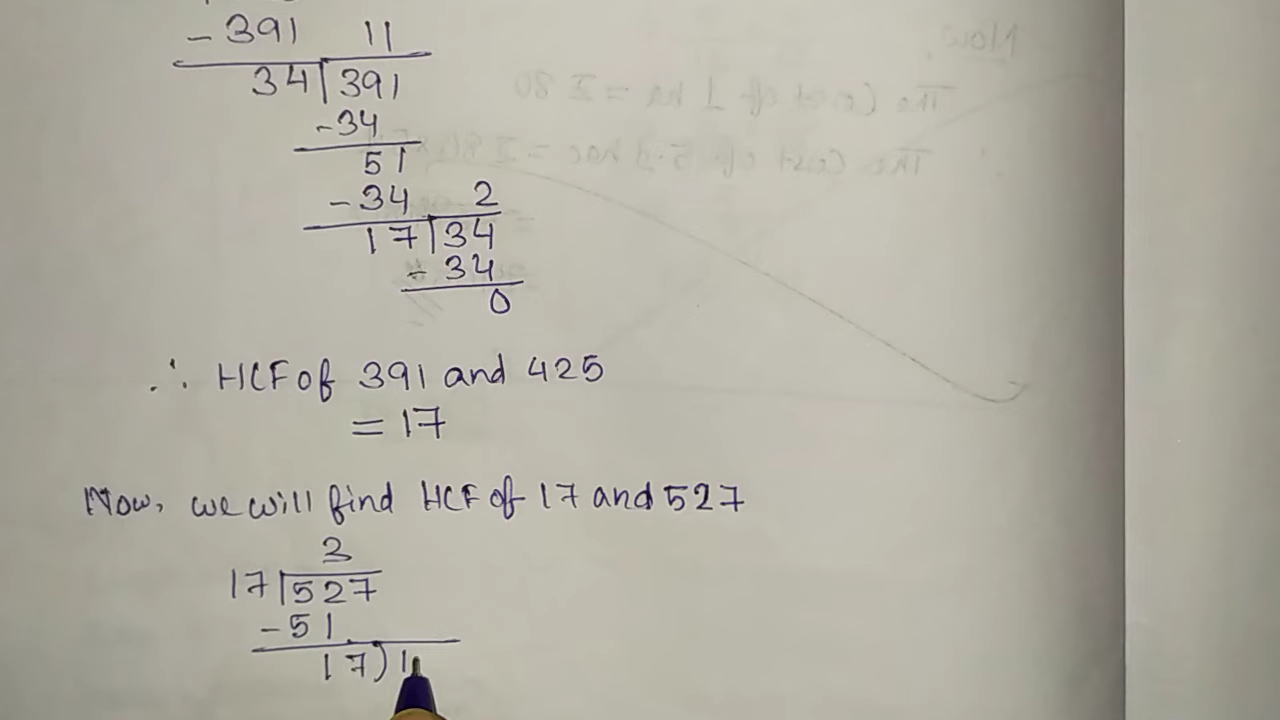 - 391 11
34 391
- 34
51
- 34 2
17 34
- 34
0
∴ HCF of 391 and 425
= 17
Now, we will find HCF of 17 and 527
3
17 527
- 51
17 ) 1